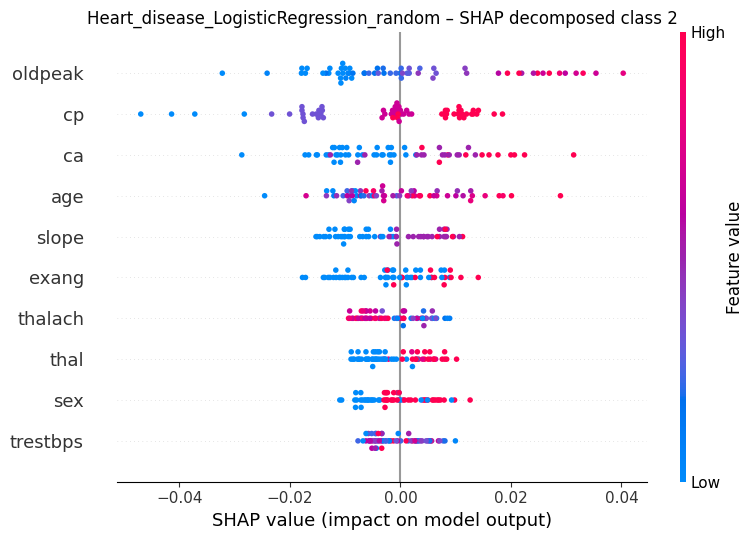 Heart_disease_LogisticRegression_random – SHAP decomposed class 2
High
oldpeak
cp
ca
age
slope
exang
thalach
thal
sex
trestbps
Feature value
Low
−0.04
−0.02
0.00
0.02
0.04
SHAP value (impact on model output)